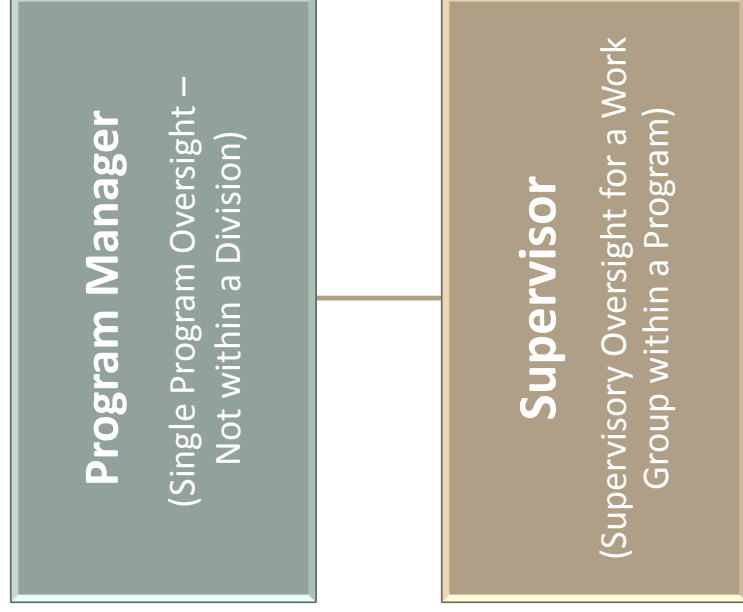 Program Manager
(Single Program Oversight –
Not within a Division)
Supervisor
(Supervisory Oversight for a Work
Group within a Program)